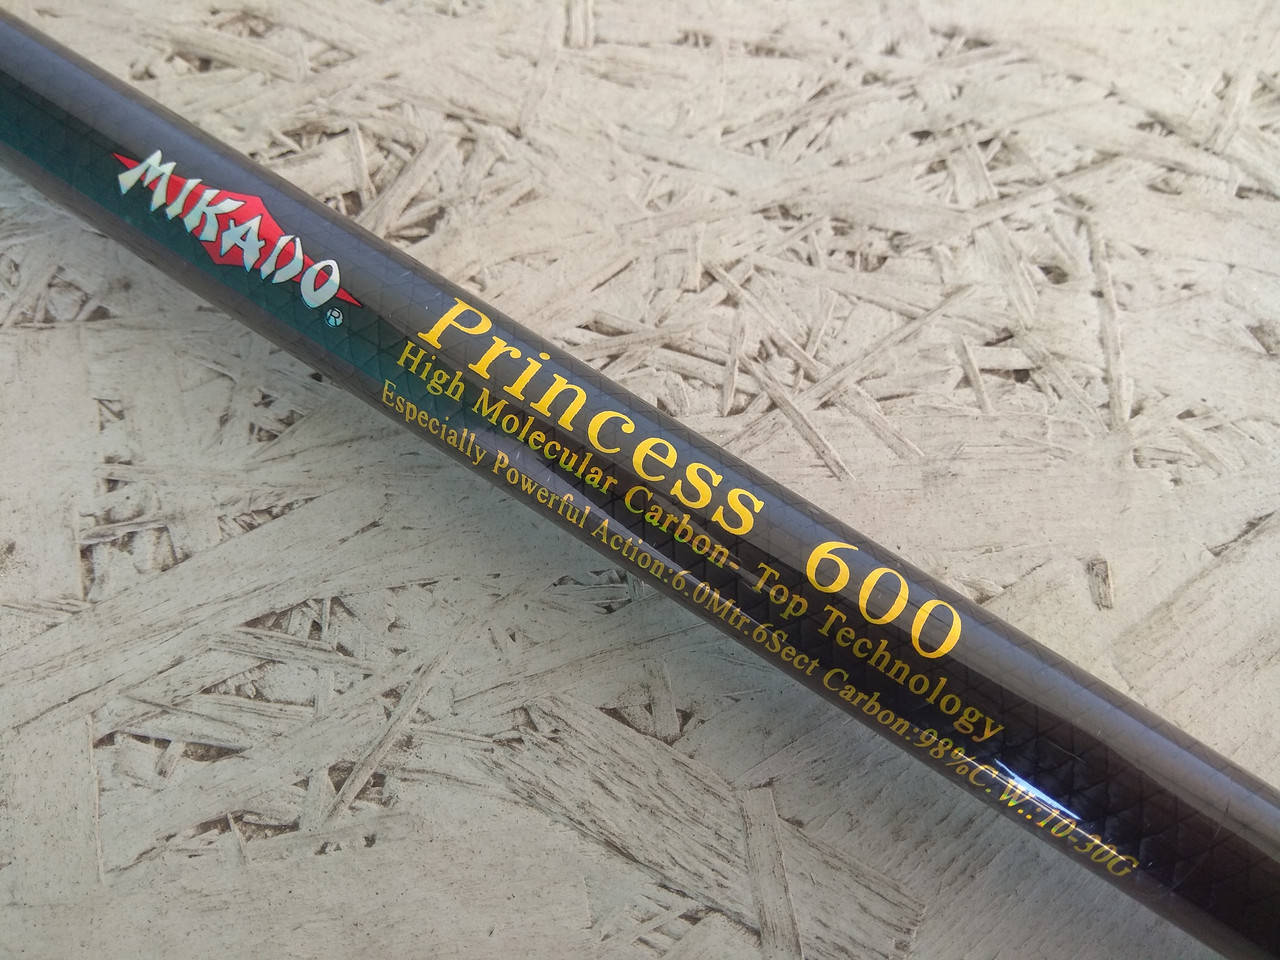 MIKADO®
Princess 600
High Molecular Carbon- Top Technology
Especially Powerful Action:6.0Mtr.6Sect Carbon:98%C.W.:10-30G